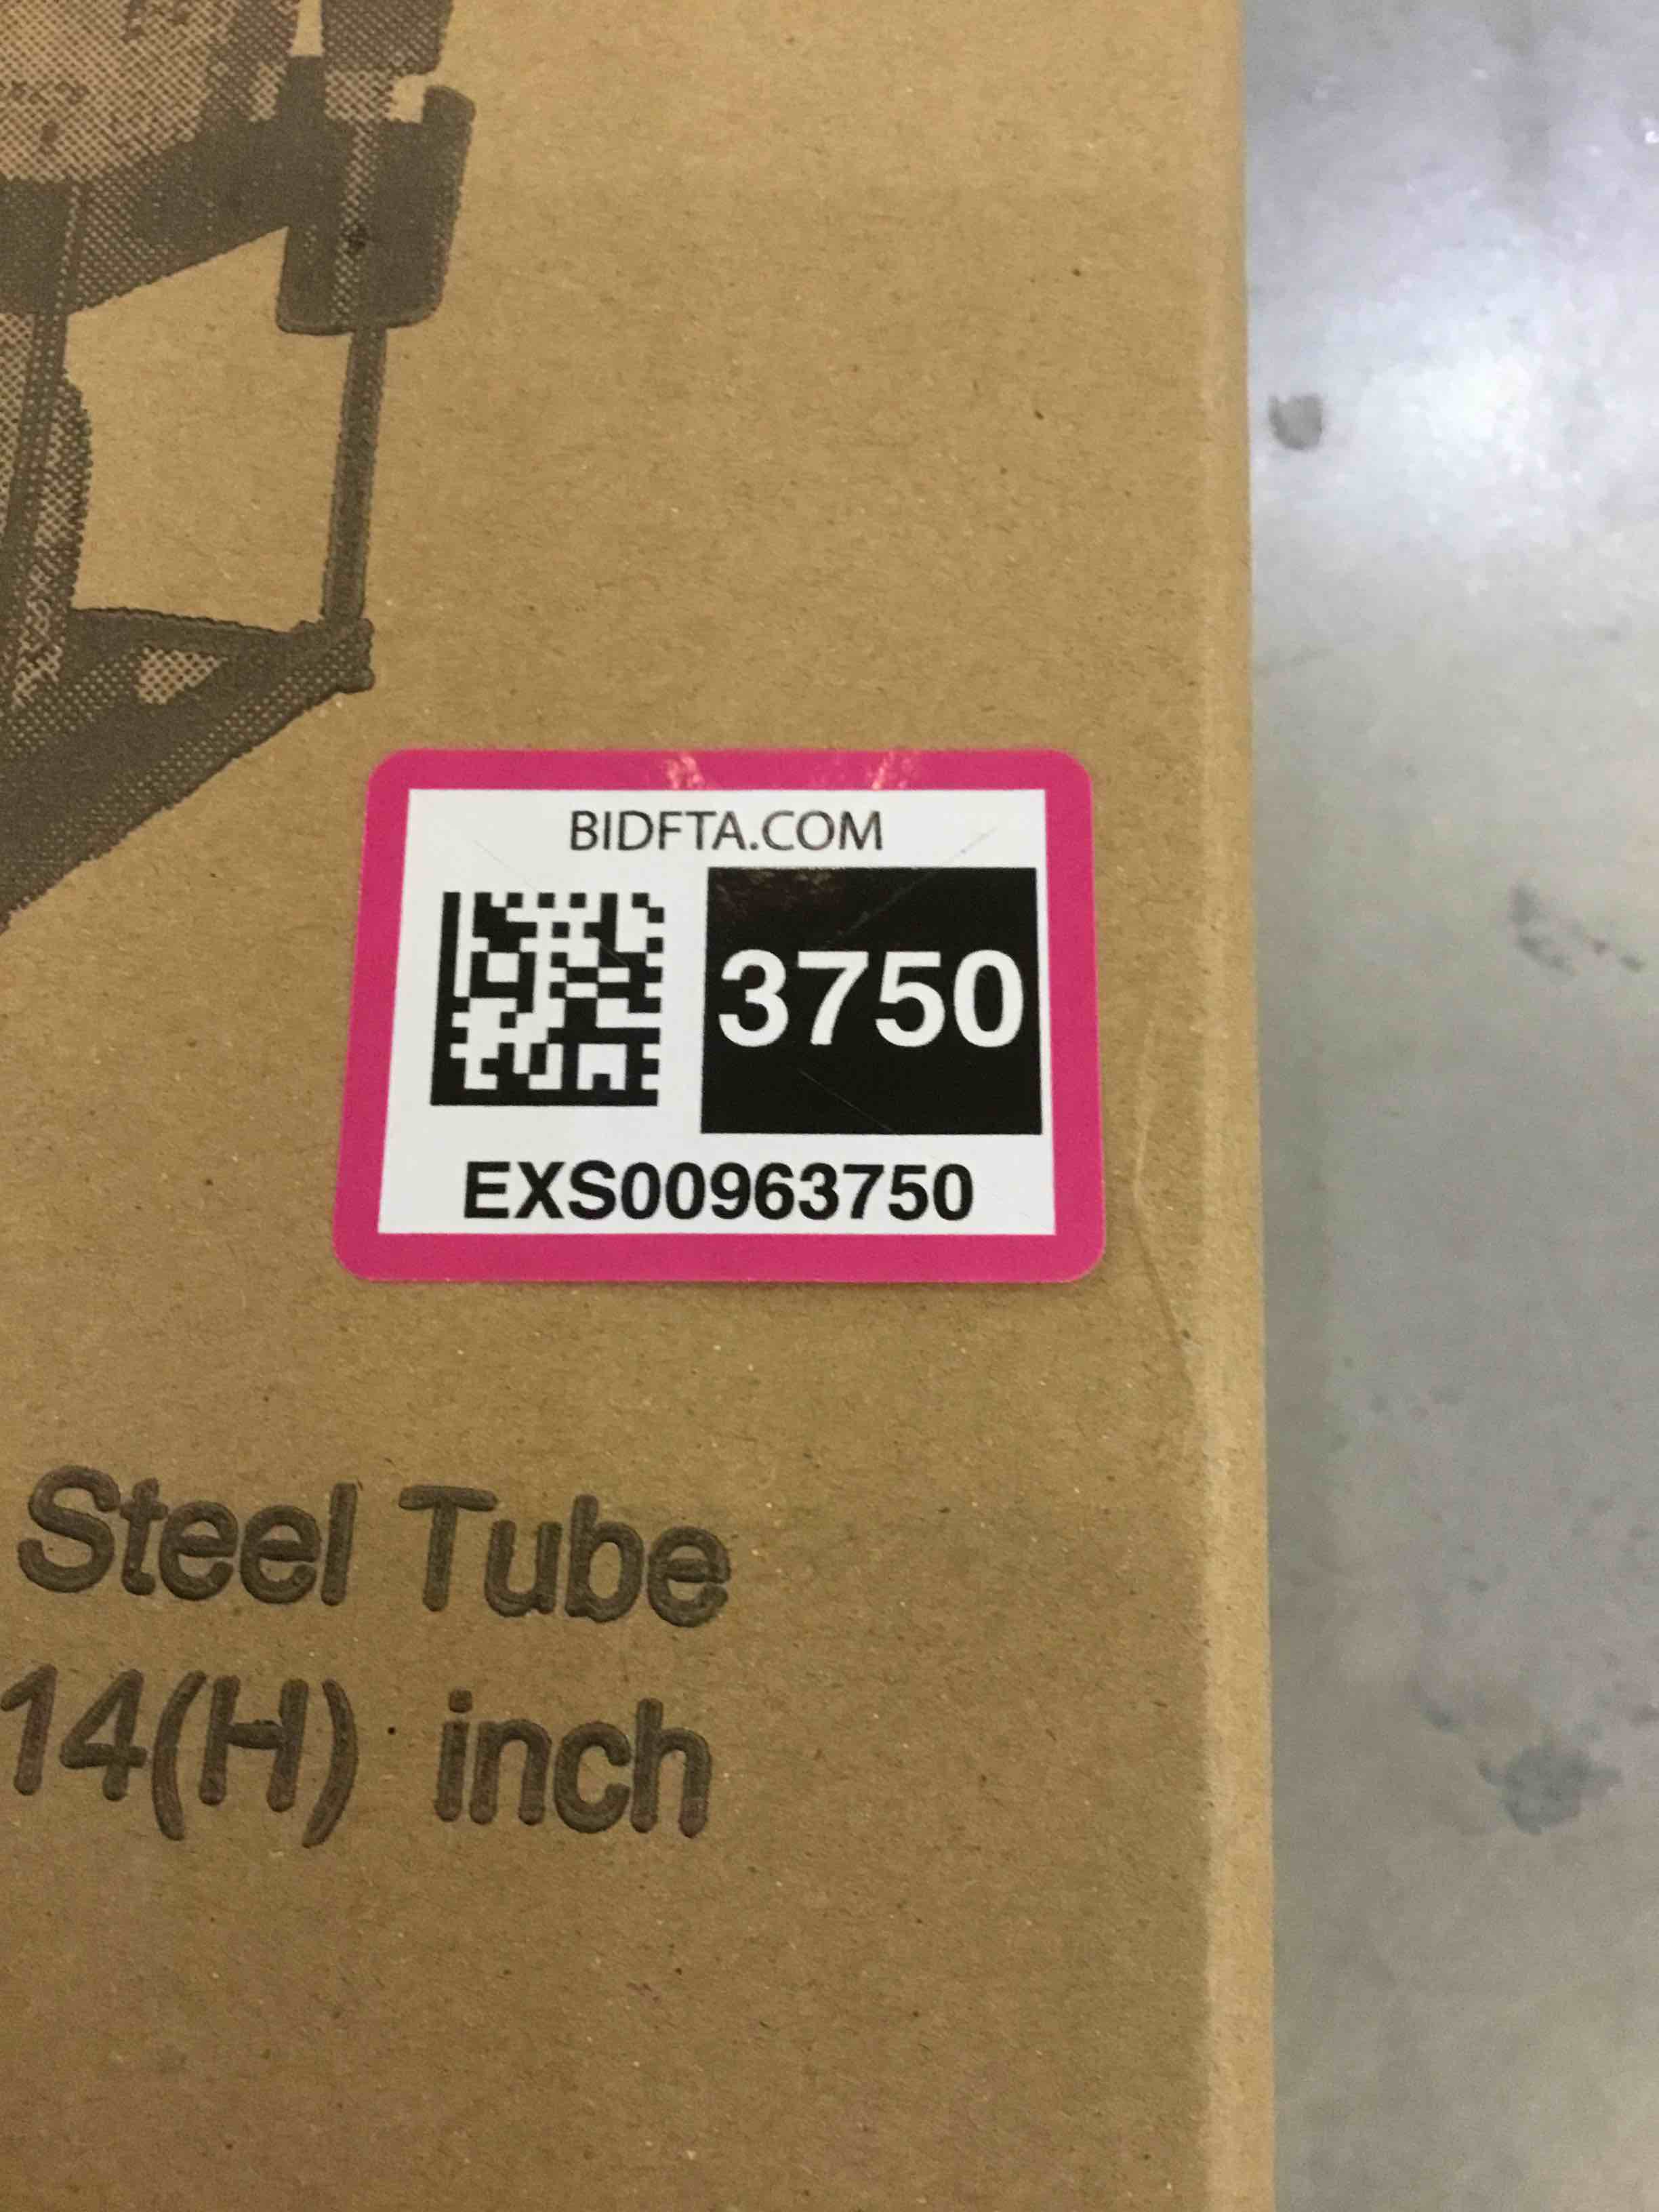 BIDFTA.COM
3750
EXS00963750
Steel Tube
14(H) inch